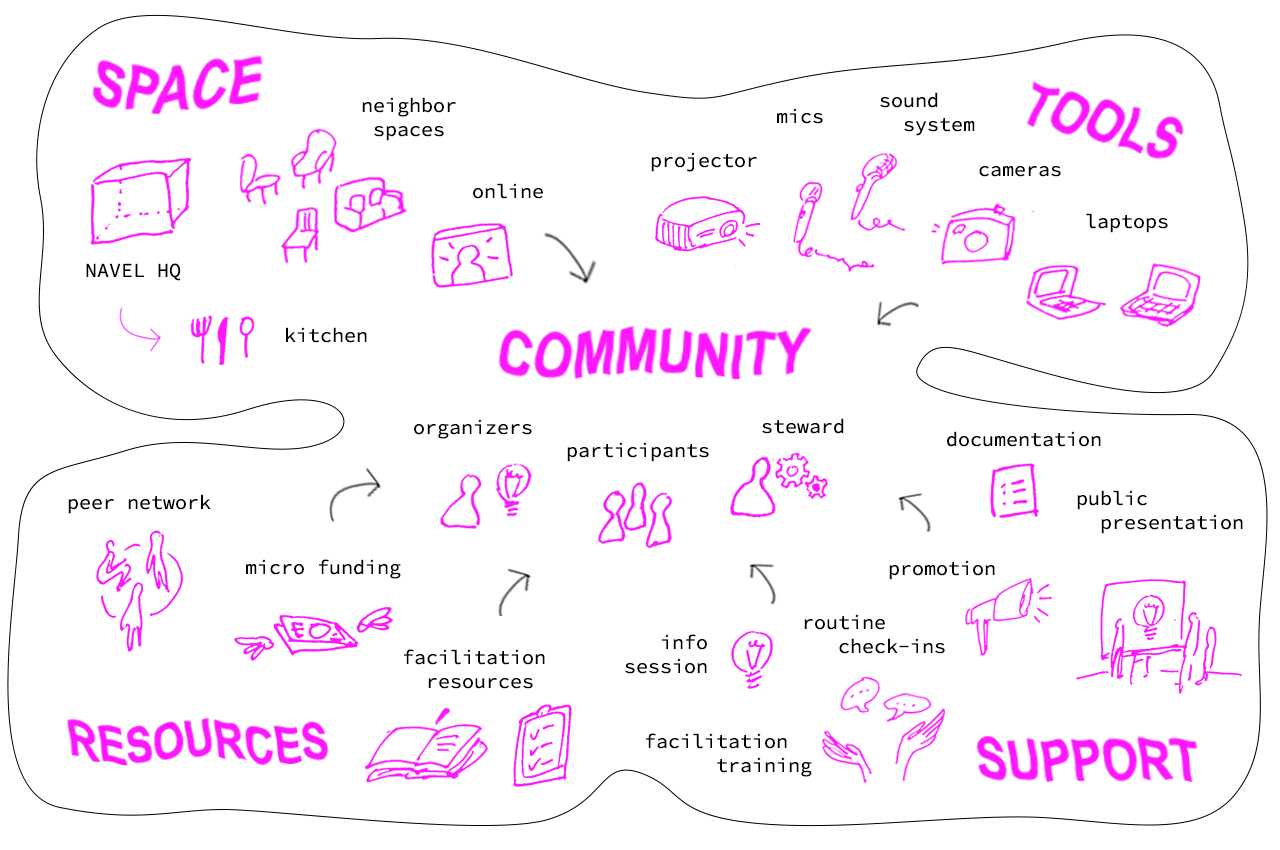 SPACE
neighbor
spaces
online
NAVEL HQ
kitchen
TOOLS
mics
sound
system
projector
cameras
laptops
COMMUNITY
organizers
participants
steward
peer network
micro funding
facilitation
resources
RESOURCES
documentation
public
presentation
promotion
routine
check-ins
info
session
facilitation
training
SUPPORT